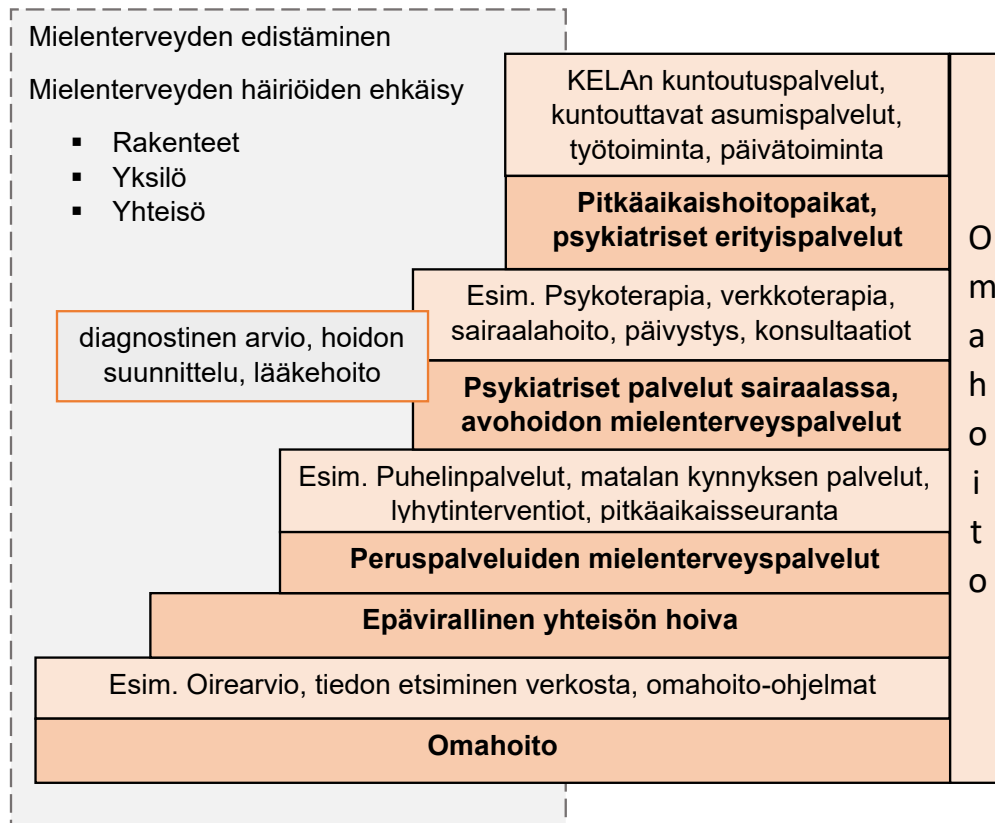 Mielenterveyden edistäminen
Mielenterveyden häiriöiden ehkäisy
▪ Rakenteet
▪ Yksilö
▪ Yhteisö
KELAn kuntoutuspalvelut,
kuntouttavat asumispalvelut,
työtoiminta, päivätoiminta
Pitkäaikaishoitopaikat,
psykiatriset erityispalvelut
Esim. Psykoterapia, verkkoterapia,
sairaalahoito, päivystys, konsultaatiot
diagnostinen arvio, hoidon
suunnittelu, lääkehoito
Psykiatriset palvelut sairaalassa,
avohoidon mielenterveyspalvelut
Esim. Puhelinpalvelut, matalan kynnyksen palvelut,
lyhytinterventiot, pitkäaikaisseuranta
Peruspalveluiden mielenterveyspalvelut
Epävirallinen yhteisön hoiva
Esim. Oirearvio, tiedon etsiminen verkosta, omahoito-ohjelmat
Omahoito
Omahoito